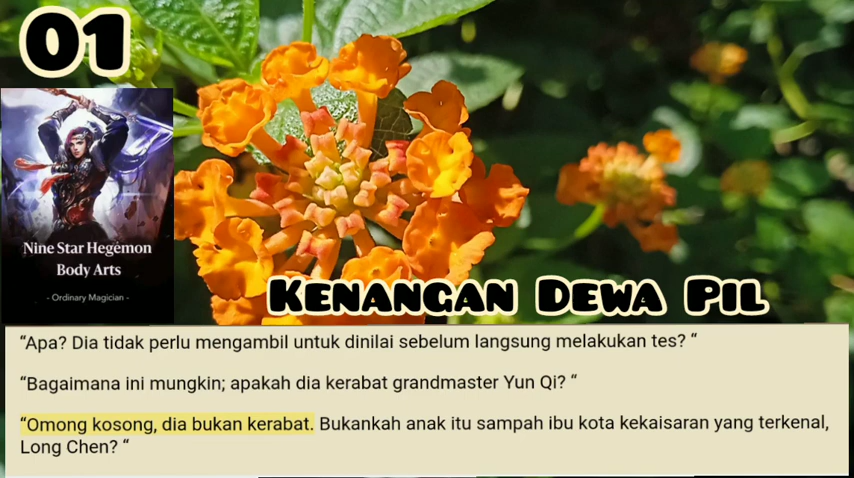 01
Nine Star Hegemon
Body Arts
- Ordinary Magician -
KENANGAN DEWA PIL
“Apa? Dia tidak perlu mengambil untuk dinilai sebelum langsung melakukan tes? “
“Bagaimana ini mungkin; apakah dia kerabat grandmaster Yun Qi? “
“Omong kosong, dia bukan kerabat. Bukankah anak itu sampah ibu kota kekaisaran yang terkenal,
Long Chen? “